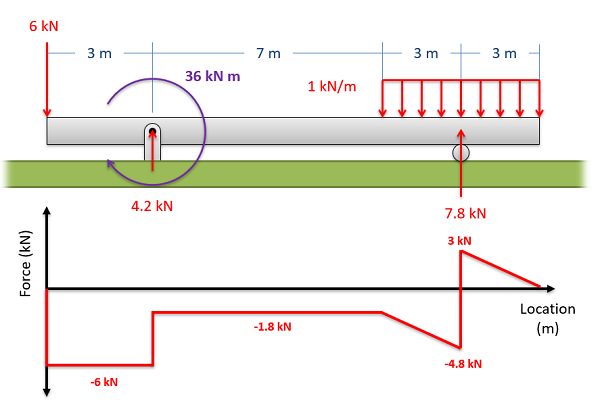 6 kN
3 m
7 m
3 m
3 m
36 kN m
1 kN/m
4.2 kN
7.8 kN
3 kN
Force (kN)
Location
(m)
-1.8 kN
-4.8 kN
-6 kN